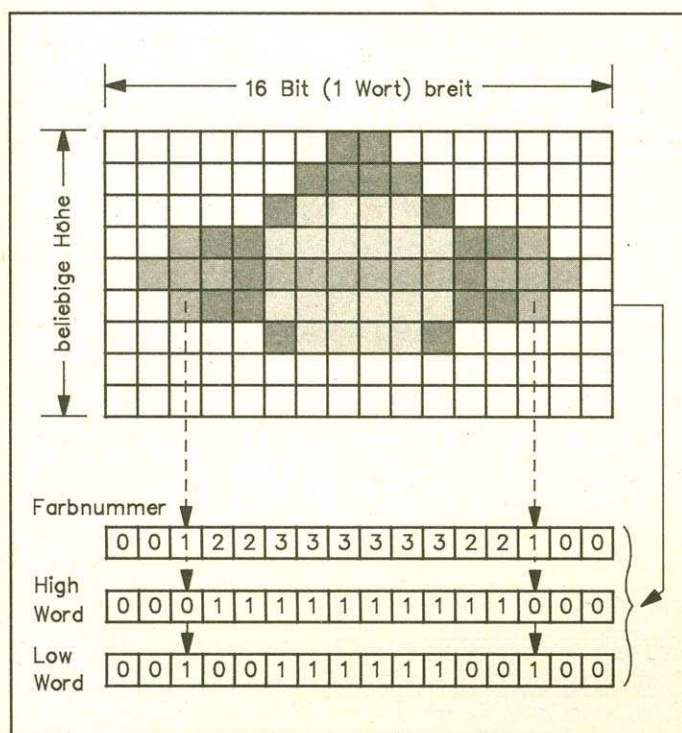 16 Bit (1 Wort) breit
beliebige Höhe
Farbnummer
0 0 1 2 2 3 3 3 3 3 3 2 2 1 0 0
High
Word
0 0 0 1 1 1 1 1 1 1 1 1 1 0 0 0
Low
Word
0 0 1 0 0 1 1 1 1 1 1 0 0 1 0 0